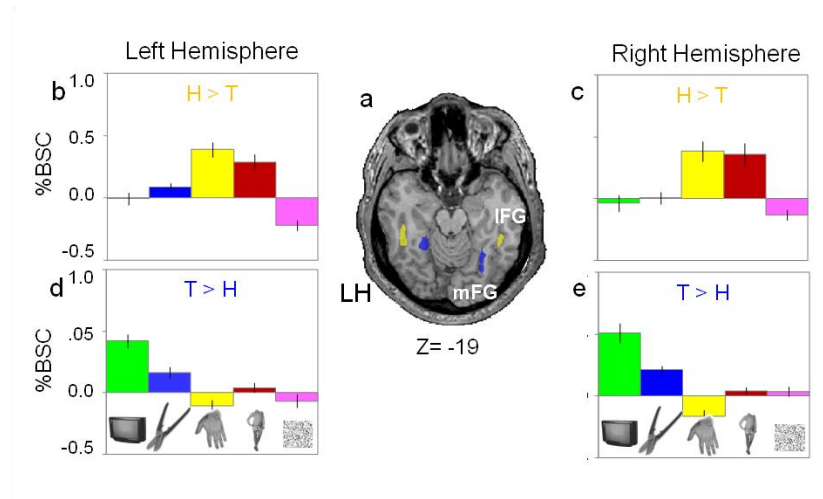 Left Hemisphere
Right Hemisphere
b
1.0
H > T
0.5
%BSC
0.0
-0.5
a
lFG
LH
mFG
Z= -19
c
H > T
d
1.0
T > H
.05
%BSC
0.0
-0.5
e
T > H